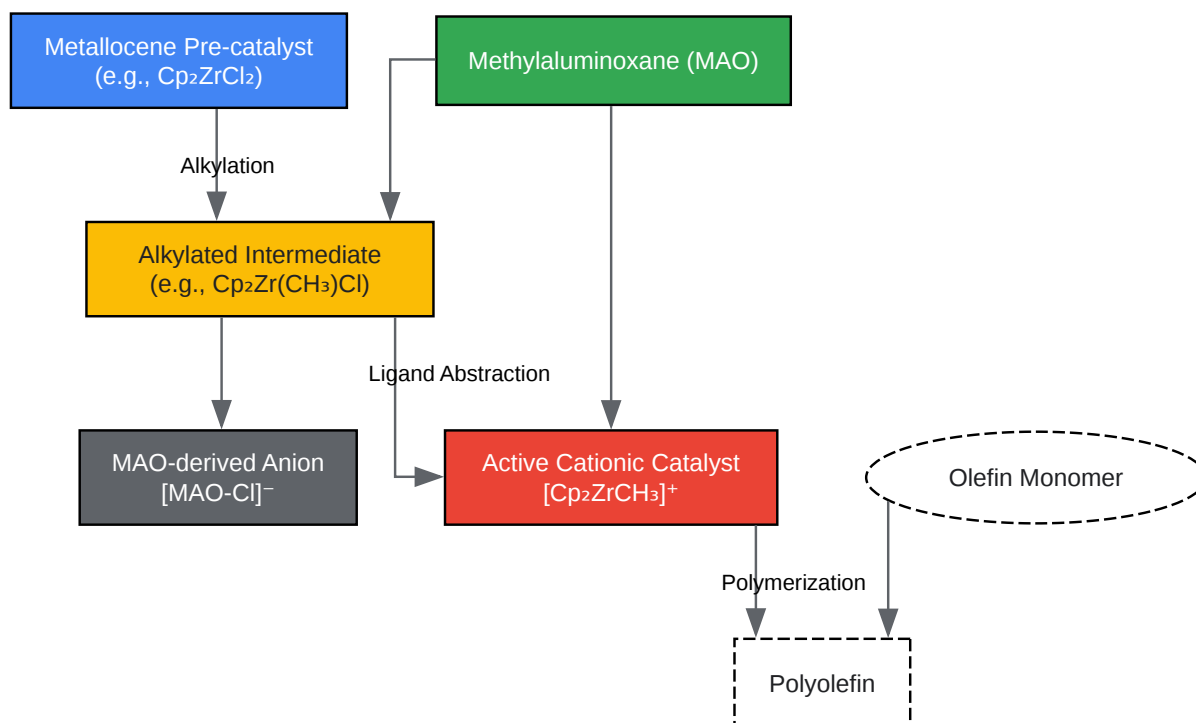 Metallocene Pre-catalyst
(e.g., Cp₂ZrCl₂)
Methylaluminoxane (MAO)
Alkylation
Alkylated Intermediate
(e.g., Cp₂Zr(CH₃)Cl)
Ligand Abstraction
MAO-derived Anion
[MAO-Cl]⁻
Active Cationic Catalyst
[Cp₂ZrCH₃]⁺
Olefin Monomer
Polymerization
Polyolefin